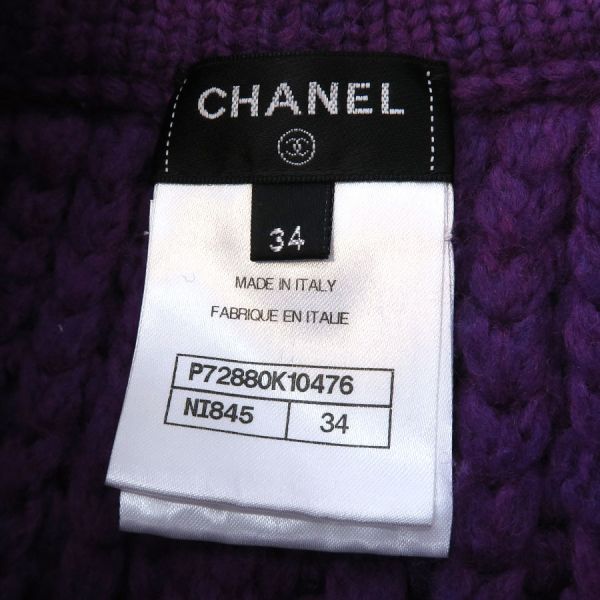 CHANEL
34
MADE IN ITALY
FABRIQUE EN ITALIE
P72880K10476
NI845 34